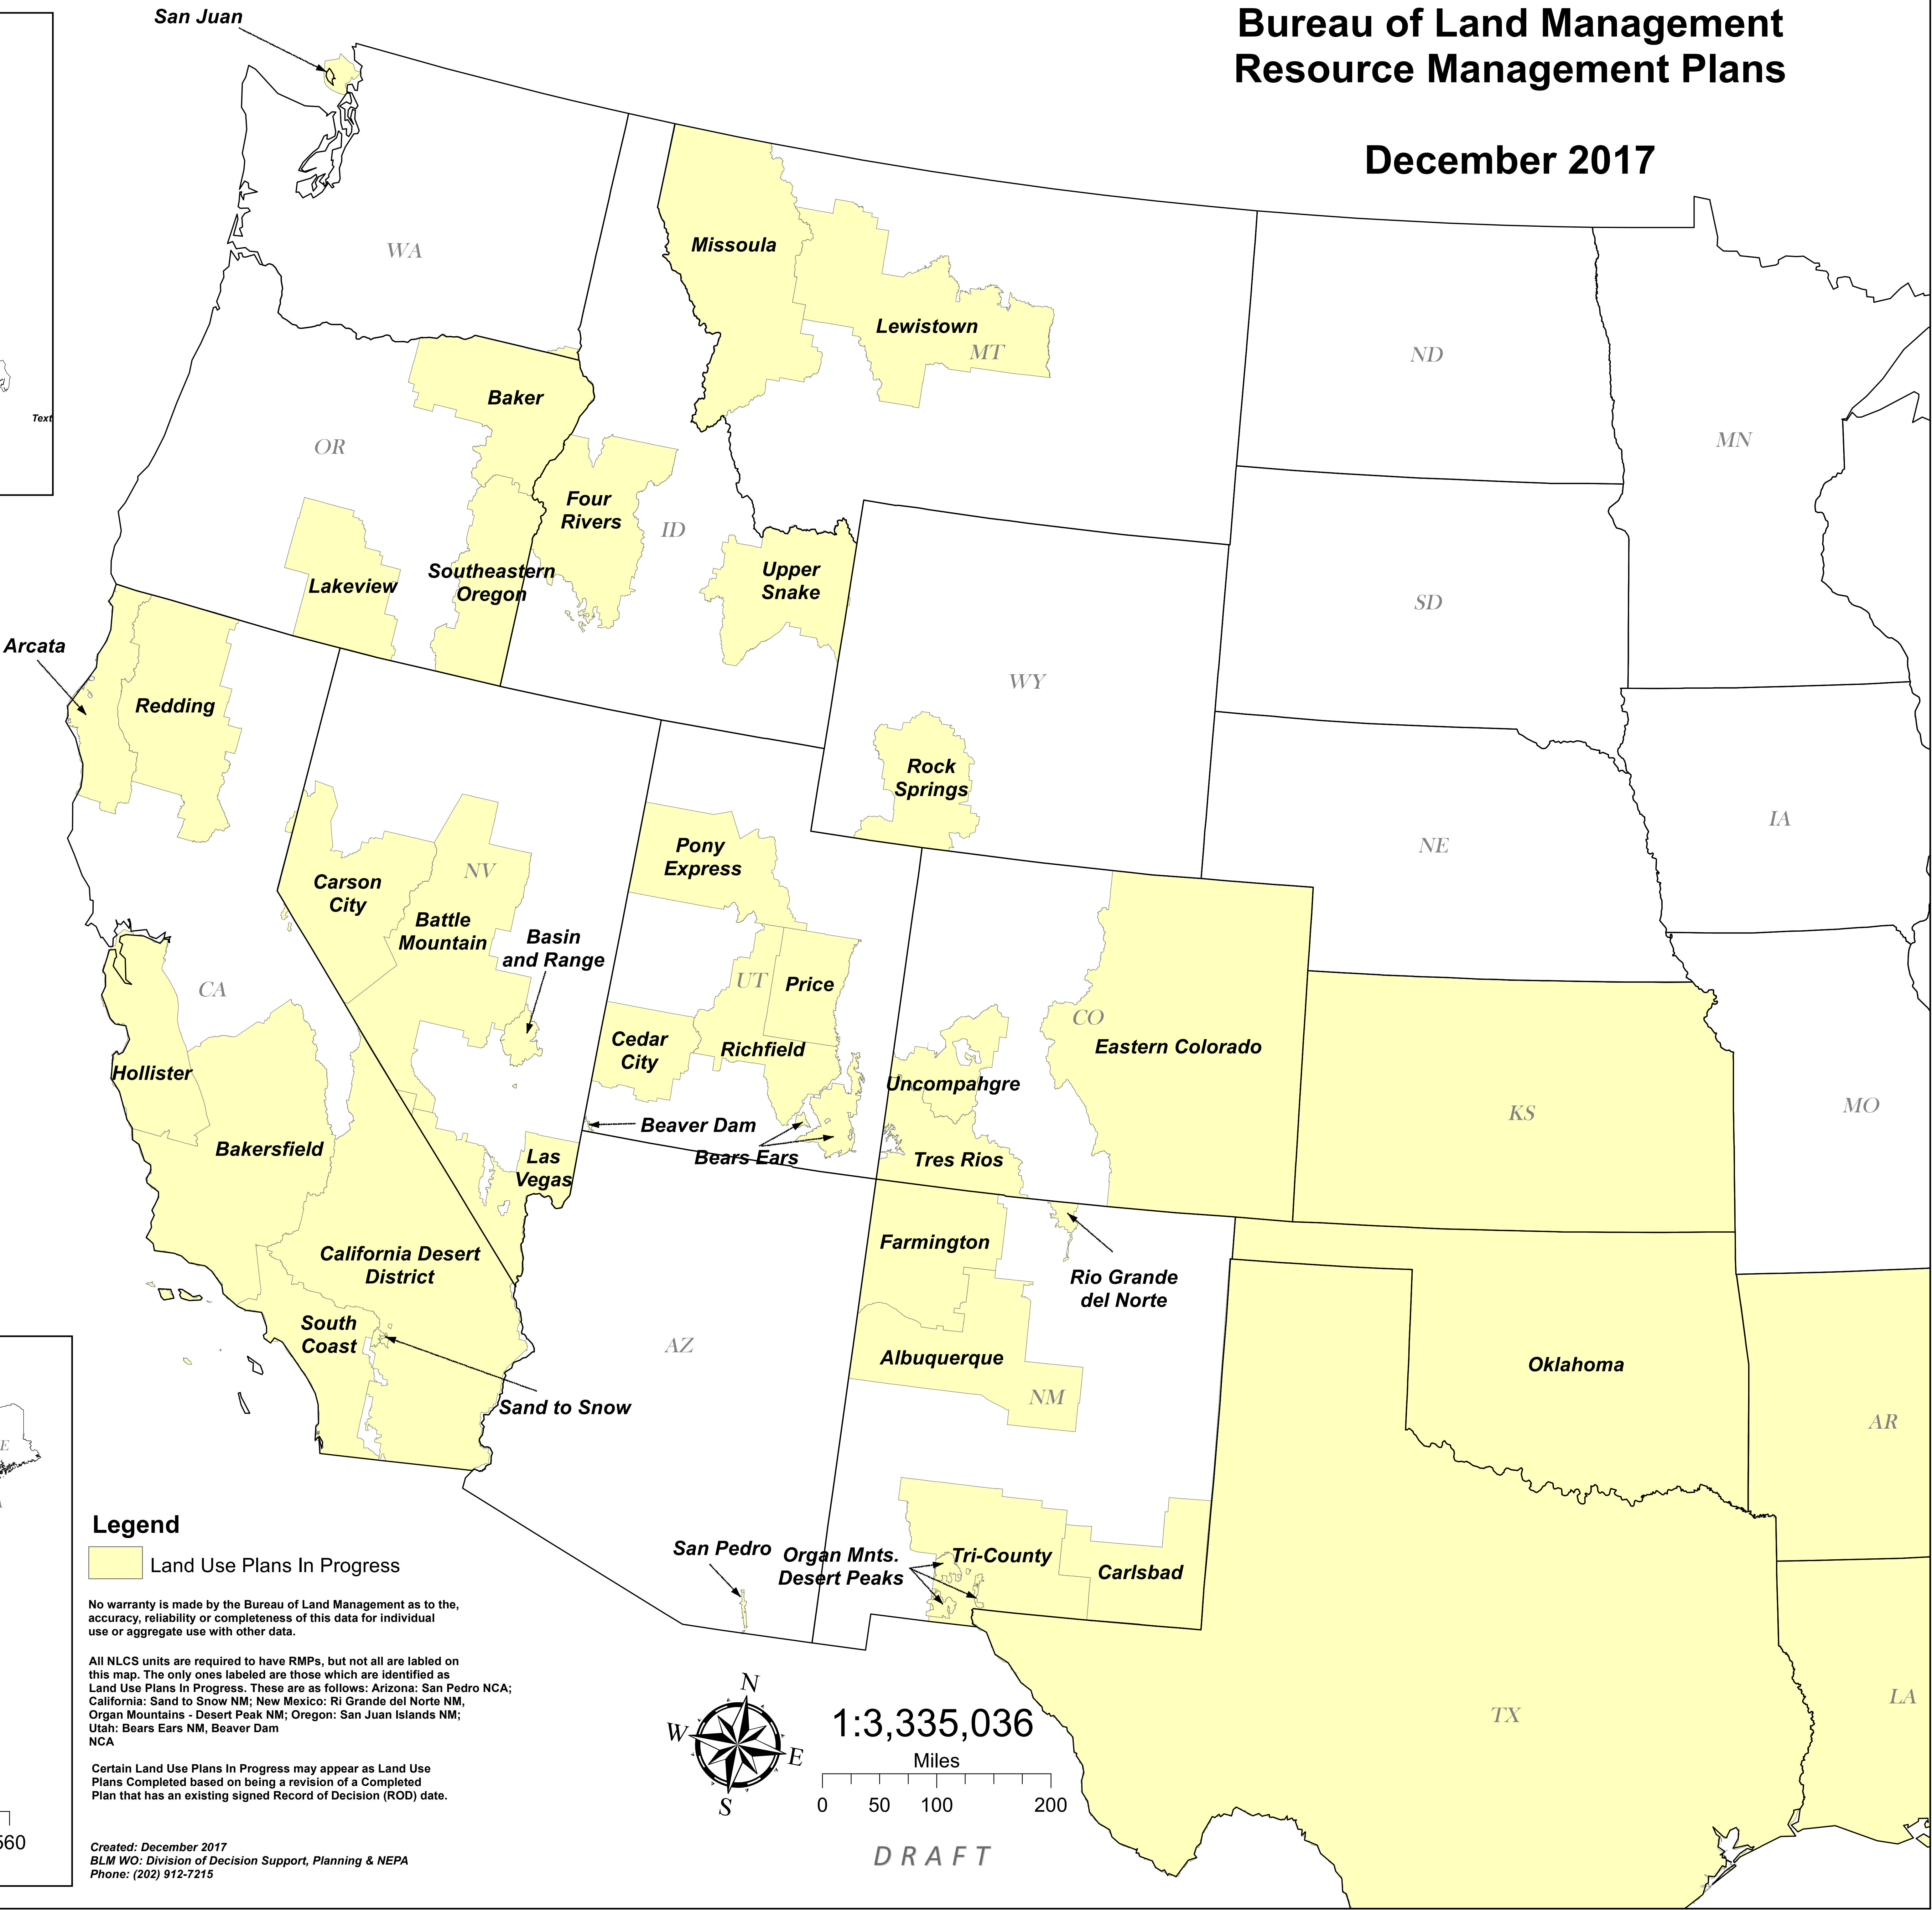 San Juan
Bureau of Land Management
Resource Management Plans
December 2017
WA
Missoula
Lewistown
MT
ND
MN
Text
Baker
OR
Four
Rivers
ID
Southeastern
Oregon
Lakeview
Upper
Snake
SD
Arcata
Redding
WY
Rock
Springs
NE
IA
Pony
Express
NV
Carson
City
Battle
Mountain
Basin
and Range
CA
UT
Price
Cedar
City
Richfield
CO
Eastern Colorado
Hollister
Uncompahgre
KS
MO
Beaver Dam
Bakersfield
Bears Ears
Las
Vegas
Tres Rios
Farmington
California Desert
District
Rio Grande
del Norte
South
Coast
AZ
Albuquerque
Oklahoma
NM
Sand to Snow
AR
E
Legend
Land Use Plans In Progress
San Pedro
Organ Mnts.
Desert Peaks
Tri-County
Carlsbad
No warranty is made by the Bureau of Land Management as to the,
accuracy, reliability or completeness of this data for individual
use or aggregate use with other data.
All NLCS units are required to have RMPs, but not all are labled on
this map. The only ones labeled are those which are identified as
Land Use Plans In Progress. These are as follows: Arizona: San Pedro NCA;
California: Sand to Snow NM; New Mexico: Ri Grande del Norte NM,
Organ Mountains - Desert Peak NM; Oregon: San Juan Islands NM;
Utah: Bears Ears NM, Beaver Dam
NCA
Certain Land Use Plans In Progress may appear as Land Use
Plans Completed based on being a revision of a Completed
Plan that has an existing signed Record of Decision (ROD) date.
Created: December 2017
BLM WO: Division of Decision Support, Planning & NEPA
Phone: (202) 912-7215
N
W
E
S
1:3,335,036
Miles
0 50 100 200
DRAFT
TX
LA
560